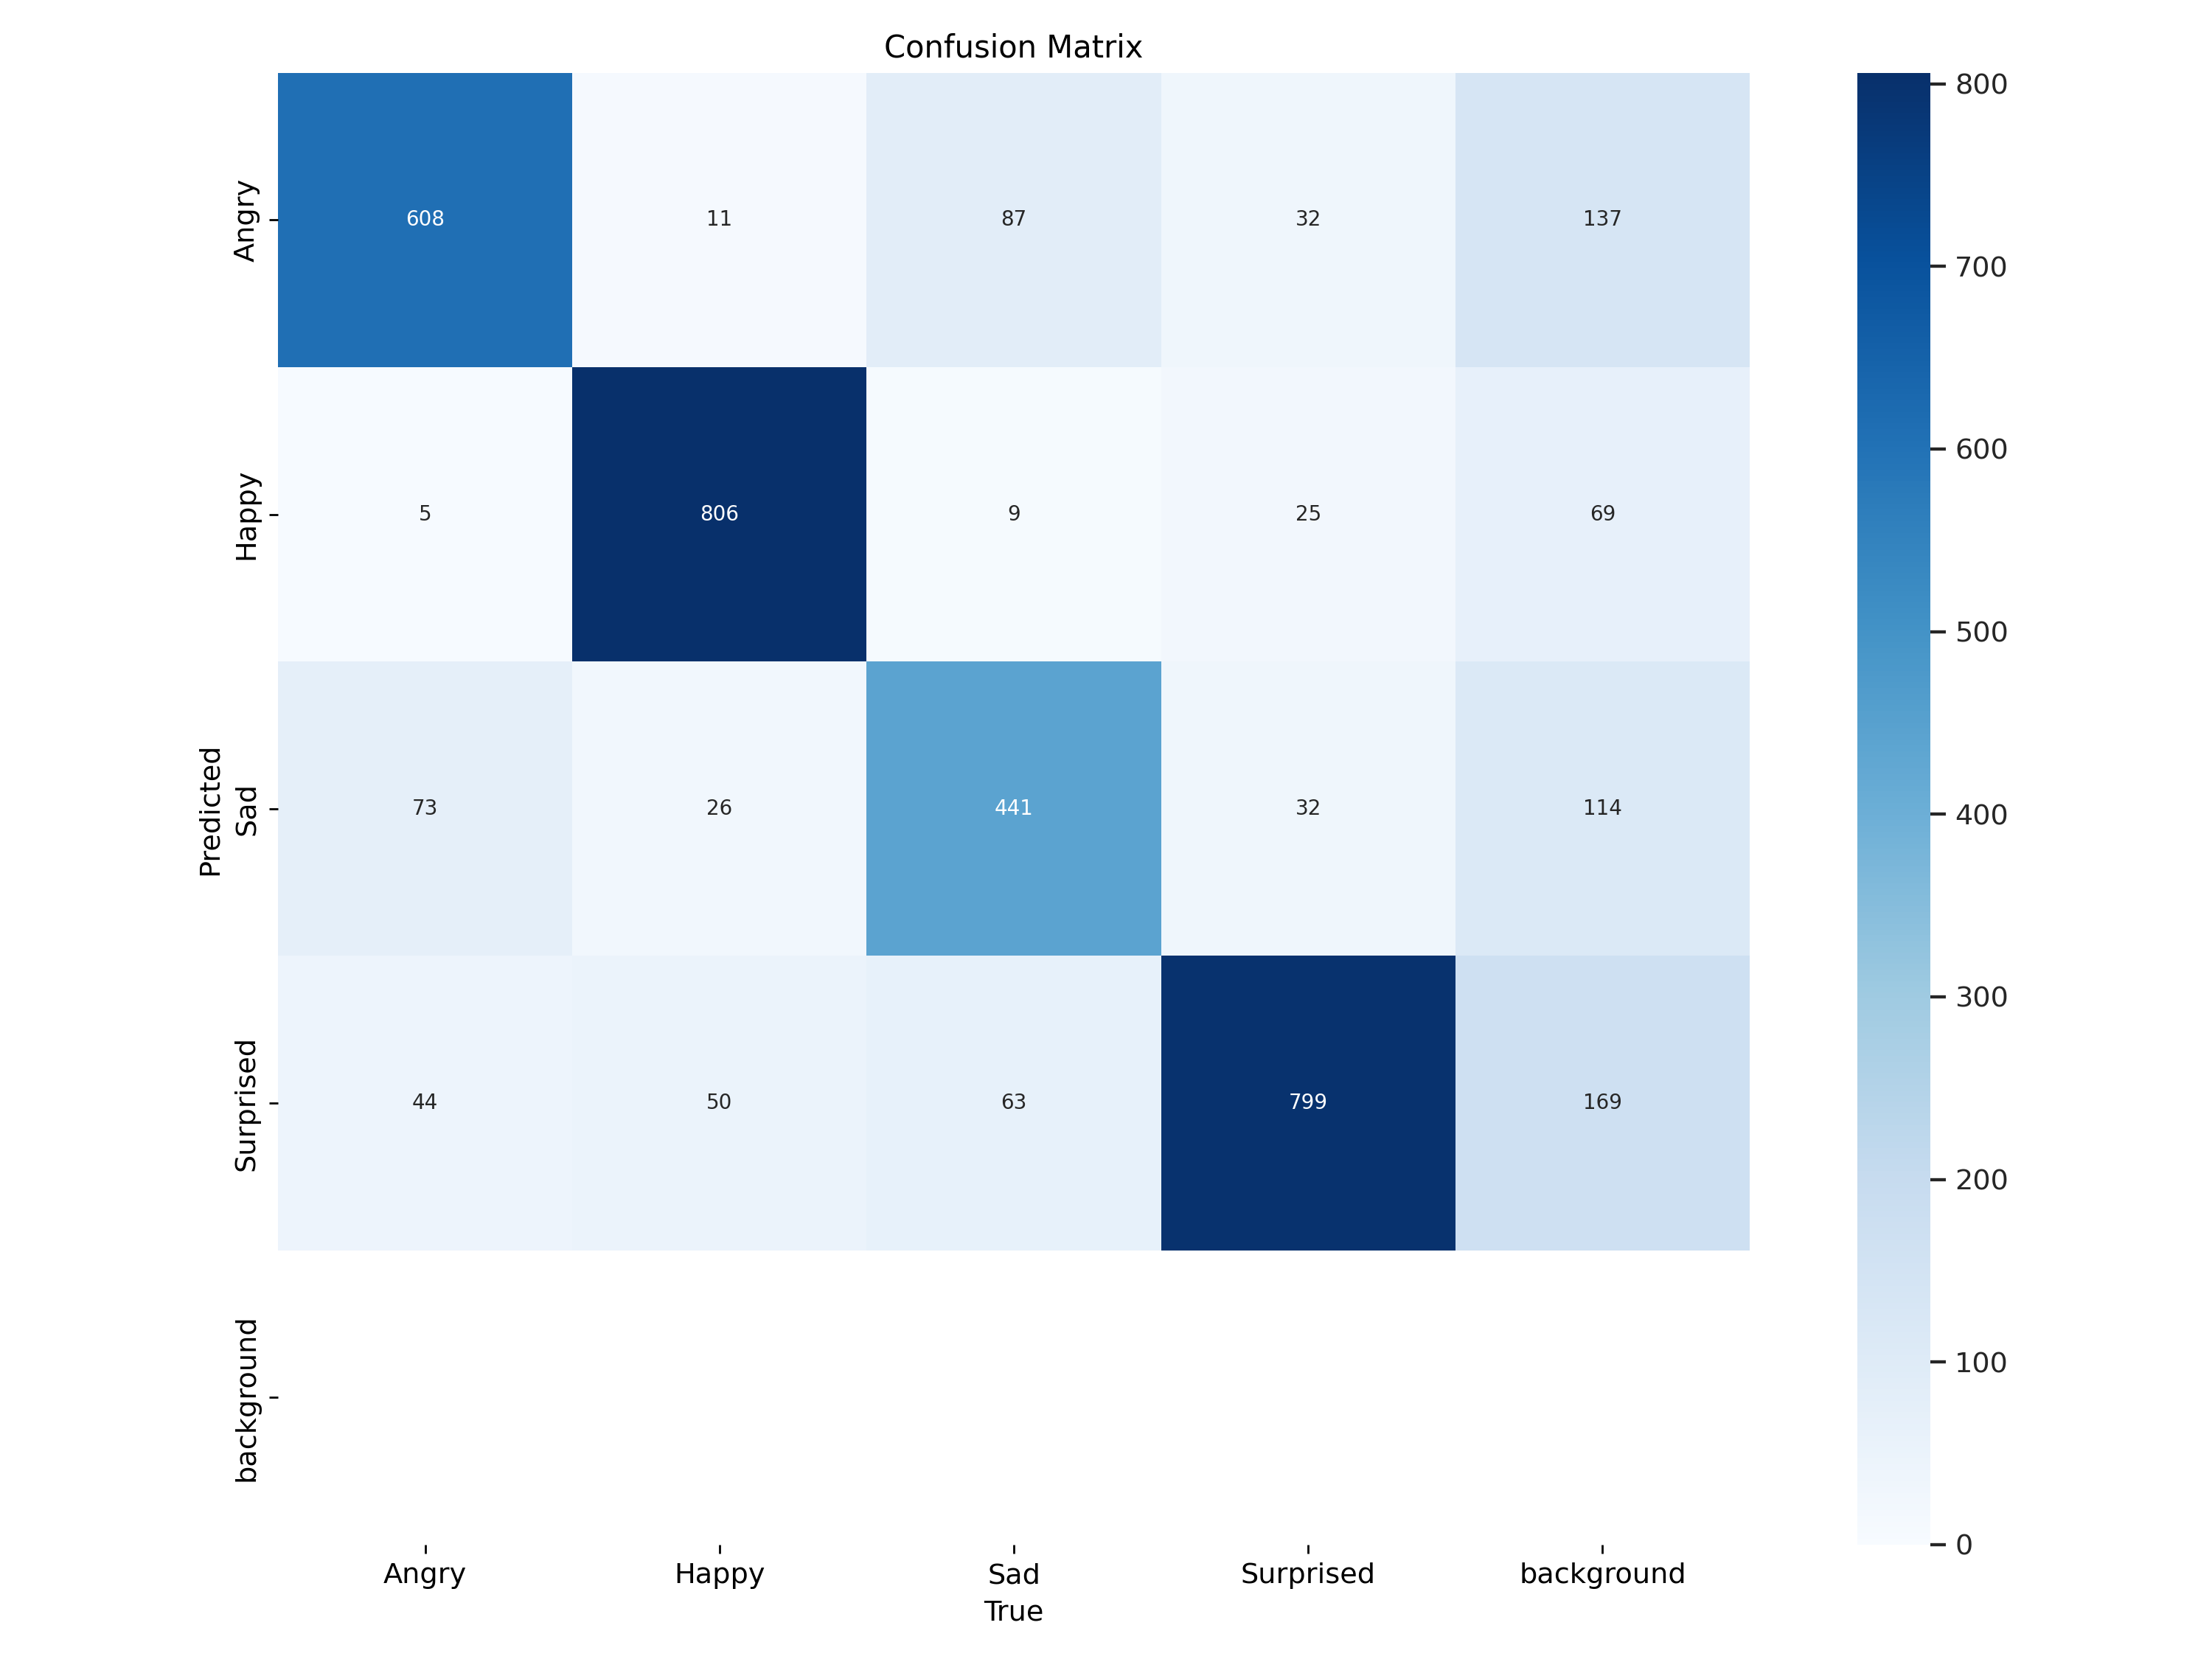 Confusion Matrix
Angry
608 11 87 32 137
Happy
5 806 9 25 69
Sad
73 26 441 32 114
Surprised
44 50 63 799 169
background
Predicted
Angry Happy Sad Surprised background
True
800
700
600
500
400
300
200
100
0